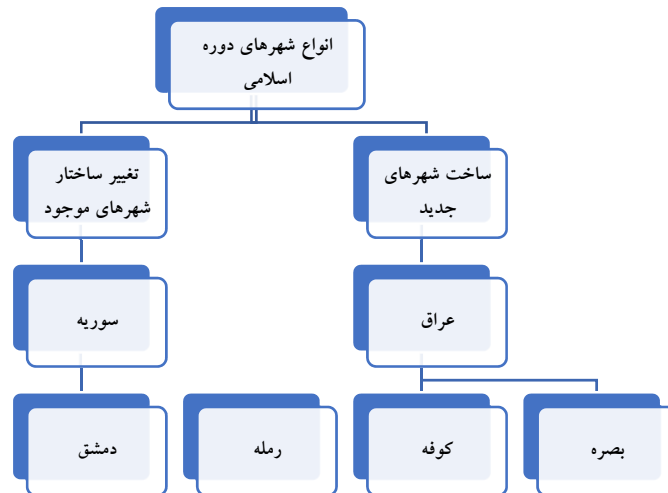 انواع شهرهای دوره
اسلامی
ساخت شهرهای
جدید
تغییر ساختار
شهرهای موجود
عراق
سوریه
بصره
کوفه
رمله
دمشق